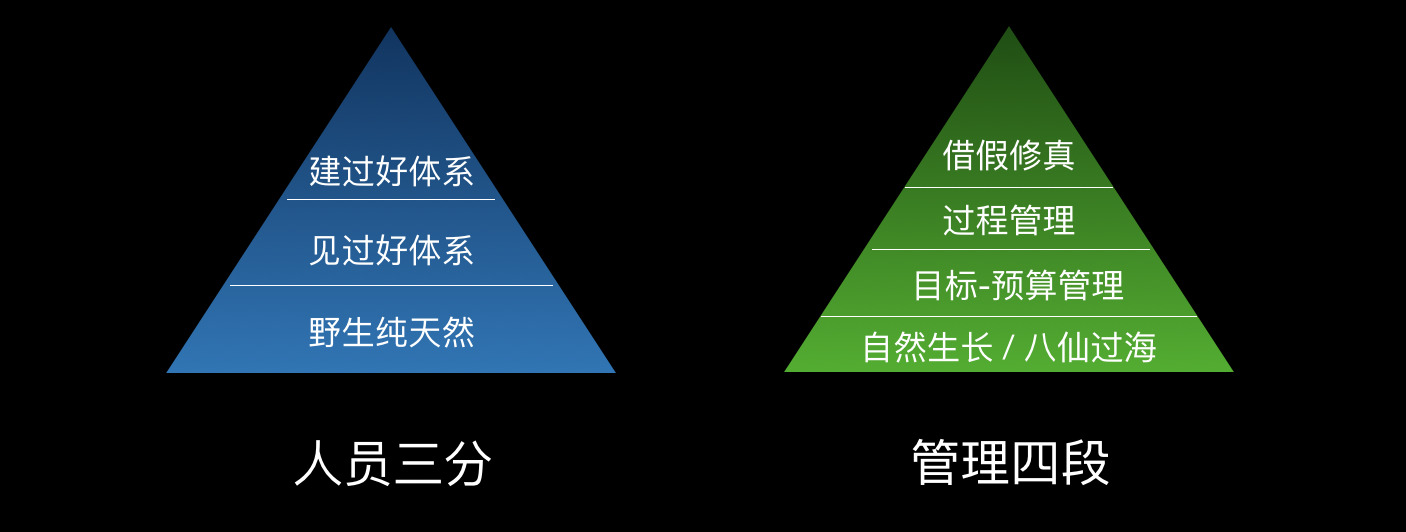 建过好体系
见过好体系
野生纯天然
人员三分
借假修真
过程管理
目标-预算管理
自然生长 / 八仙过海
管理四段